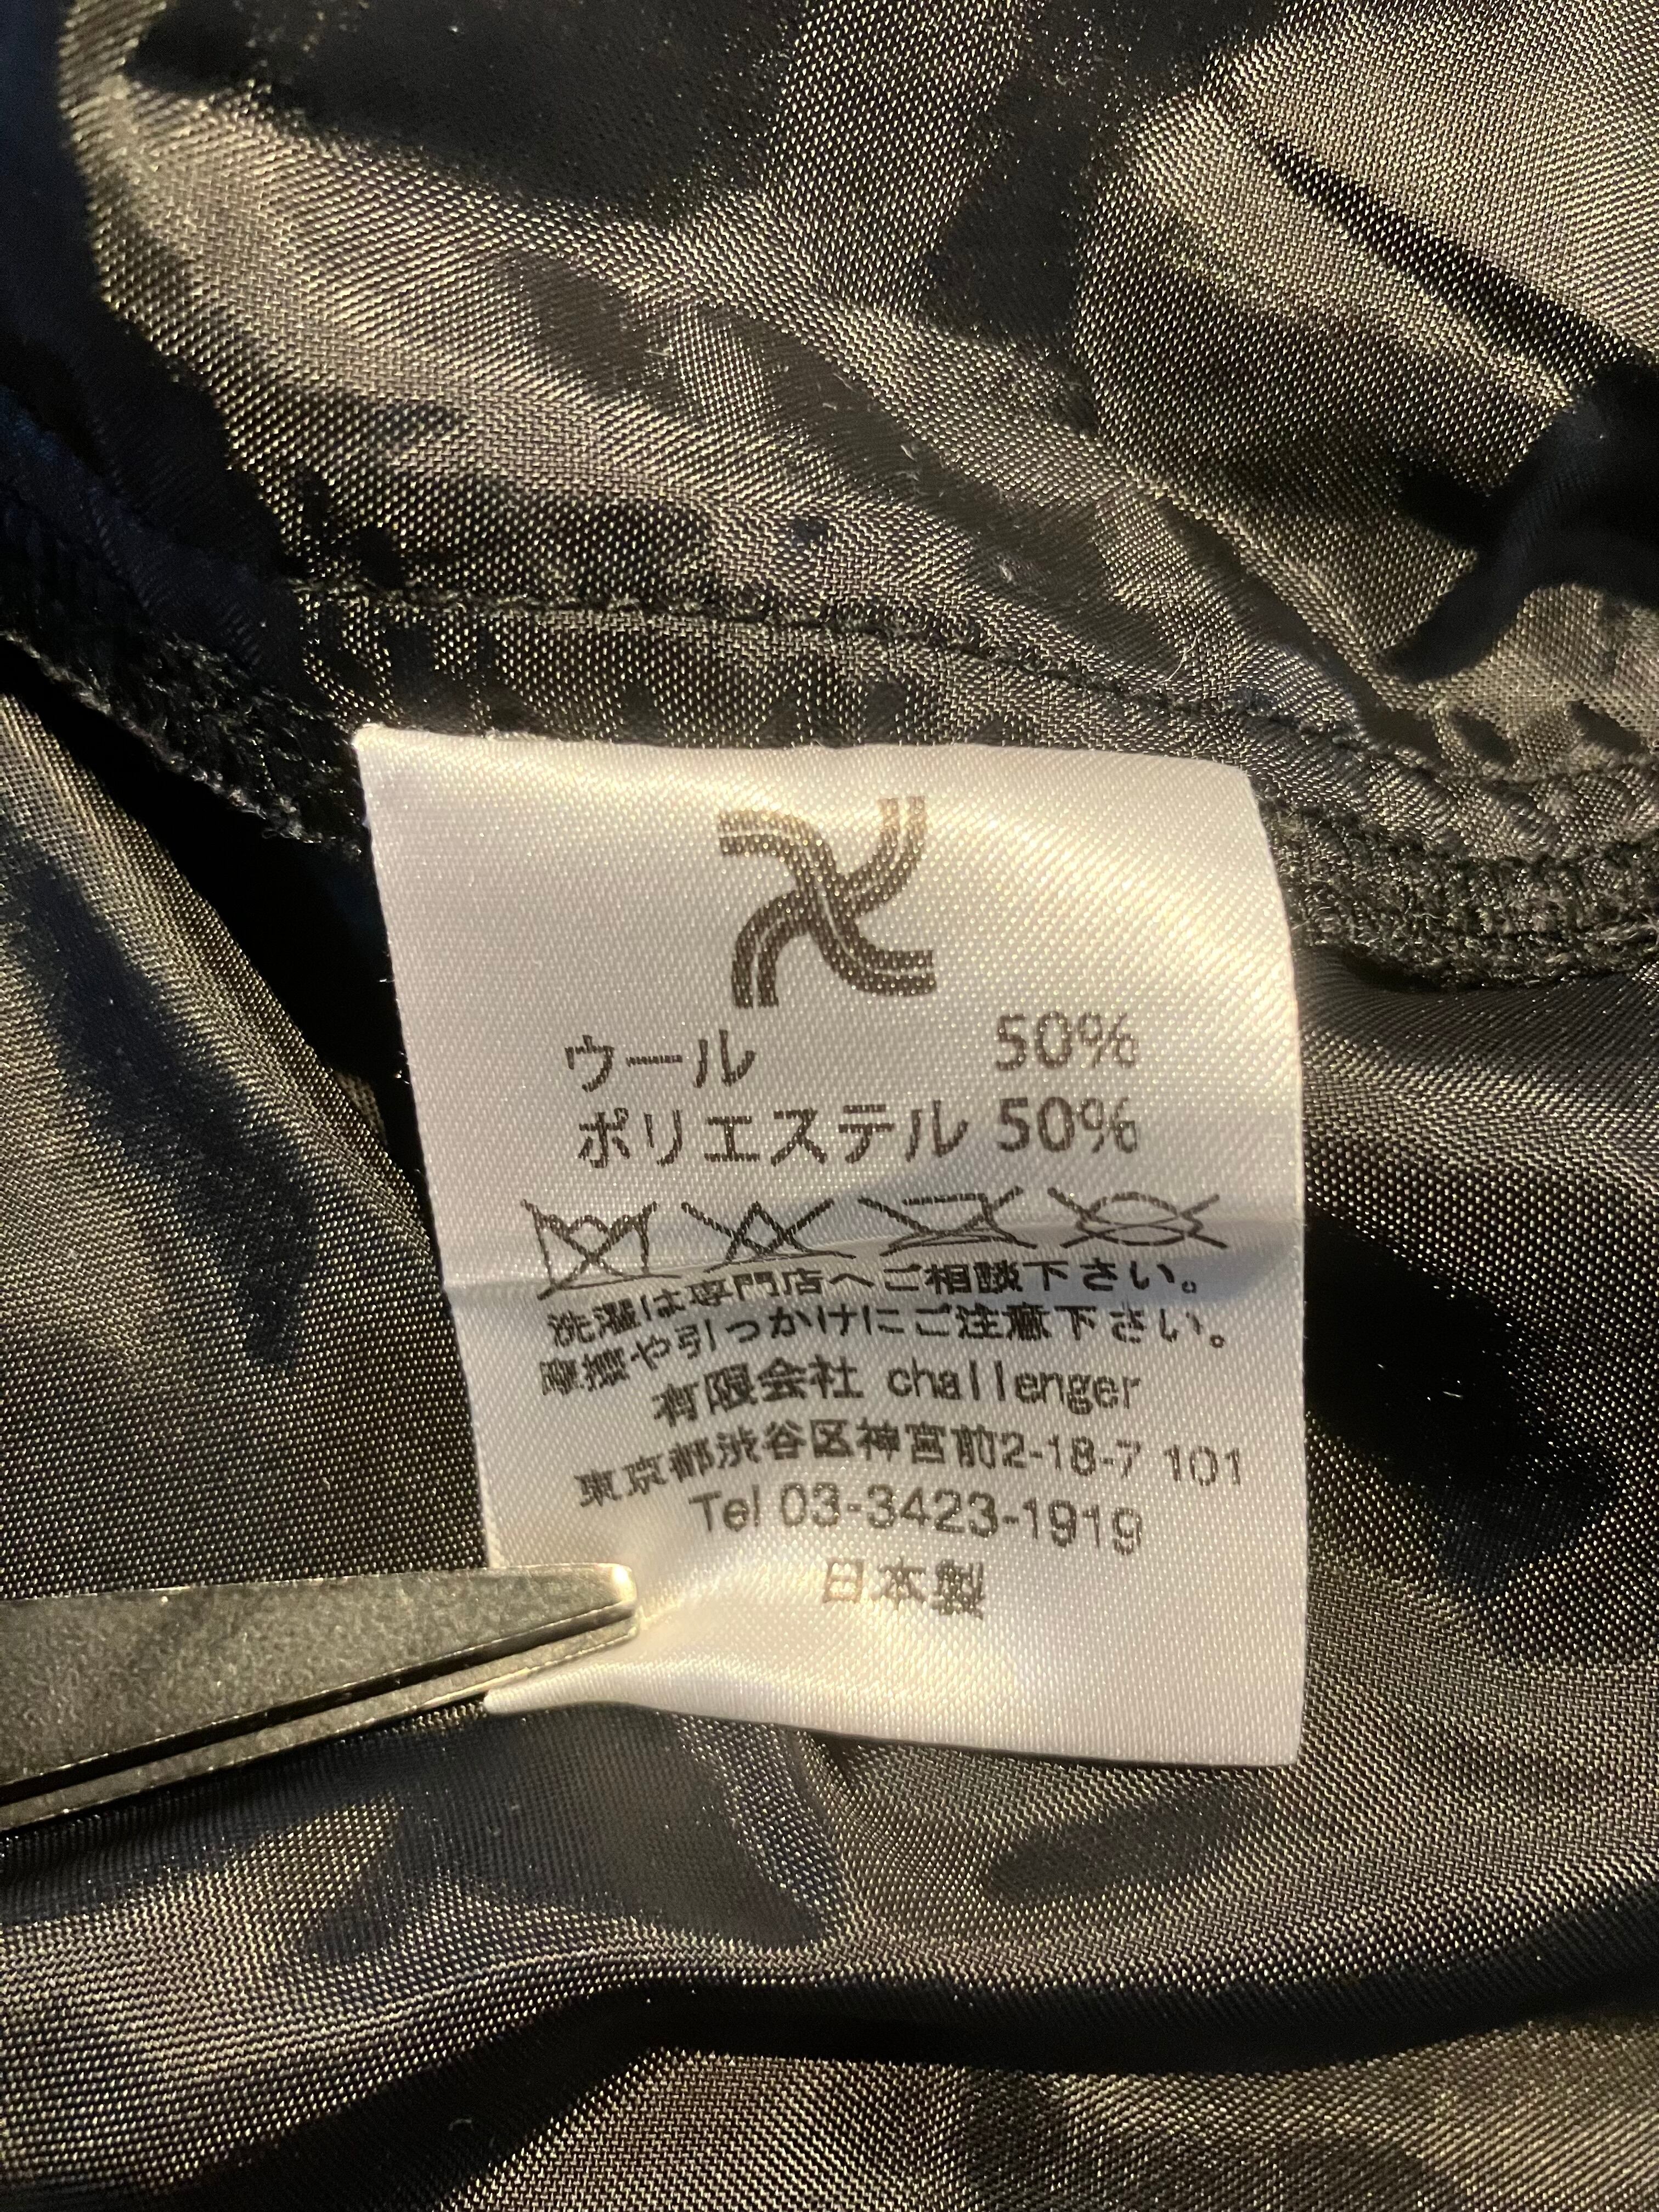 ウール 50%
ポリエステル 50%
洗濯は専門店へご相談下さい。
摩擦や引っかけにご注意下さい。
有限会社 challenger
東京都渋谷区神宮前2-18-7 101
Tel 03-3423-1919
日本製